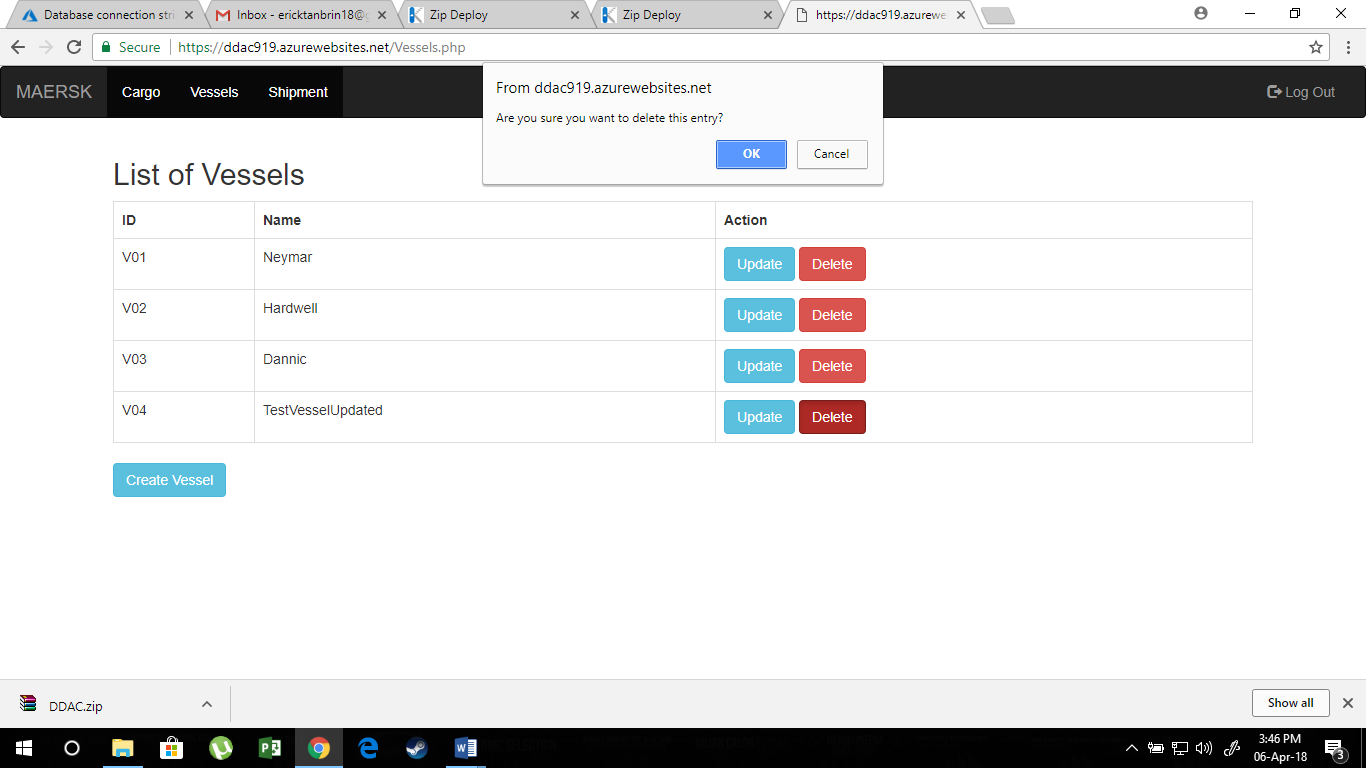 Database connection stri
Inbox - ericktanbrin18@g
Zip Deploy
Zip Deploy
https://ddac919.azurewe
Secure
https://ddac919.azurewebsites.net/Vessels.php
MAERSK
Cargo
Vessels
Shipment
Log Out
From ddac919.azurewebsites.net
Are you sure you want to delete this entry?
OK
Cancel
List of Vessels
ID Name Action
V01 Neymar Update Delete
V02 Hardwell Update Delete
V03 Dannic Update Delete
V04 TestVesselUpdated Update Delete
Create Vessel
DDAC.zip
Show all
3:46 PM
06-Apr-18
3